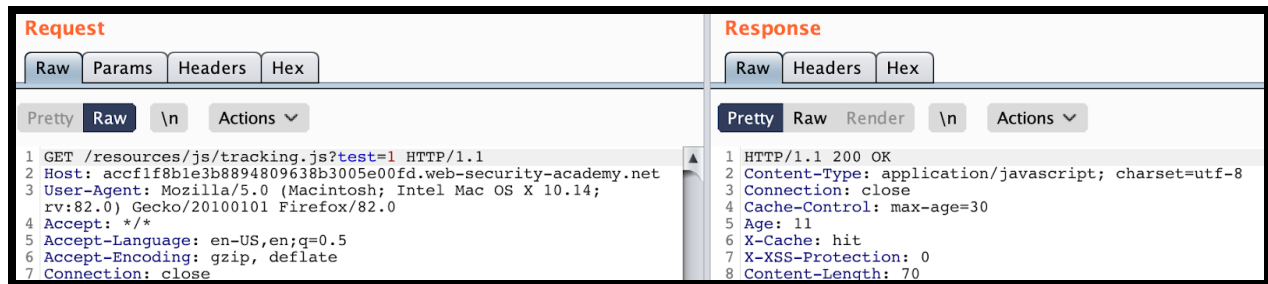 Request
Raw Params Headers Hex
Pretty Raw \n Actions
1 GET /resources/js/tracking.js?test=1 HTTP/1.1
2 Host: accf1f8b1e3b8894809638b3005e00fd.web-security-academy.net
3 User-Agent: Mozilla/5.0 (Macintosh; Intel Mac OS X 10.14;
rv:82.0) Gecko/20100101 Firefox/82.0
4 Accept: */*
5 Accept-Language: en-US,en;q=0.5
6 Accept-Encoding: gzip, deflate
7 Connection: close
Response
Raw Headers Hex
Pretty Raw Render \n Actions
1 HTTP/1.1 200 OK
2 Content-Type: application/javascript; charset=utf-8
3 Connection: close
4 Cache-Control: max-age=30
5 Age: 11
6 X-Cache: hit
7 X-XSS-Protection: 0
8 Content-Length: 70